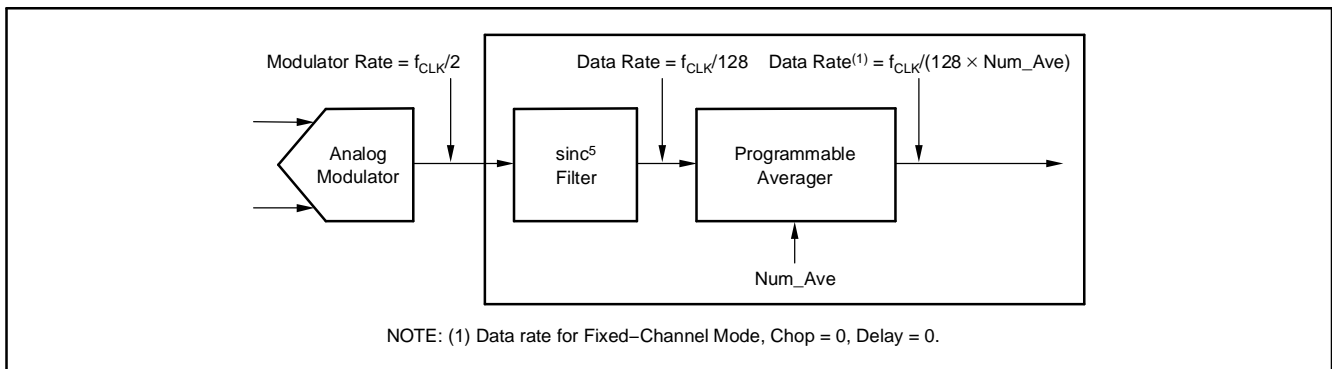 Modulator Rate = fCLK/2
Data Rate = fCLK/128
Data Rate(1) = fCLK/(128 × Num_Ave)
Analog
Modulator
sinc5
Filter
Programmable
Averager
Num_Ave
NOTE: (1) Data rate for Fixed−Channel Mode, Chop = 0, Delay = 0.